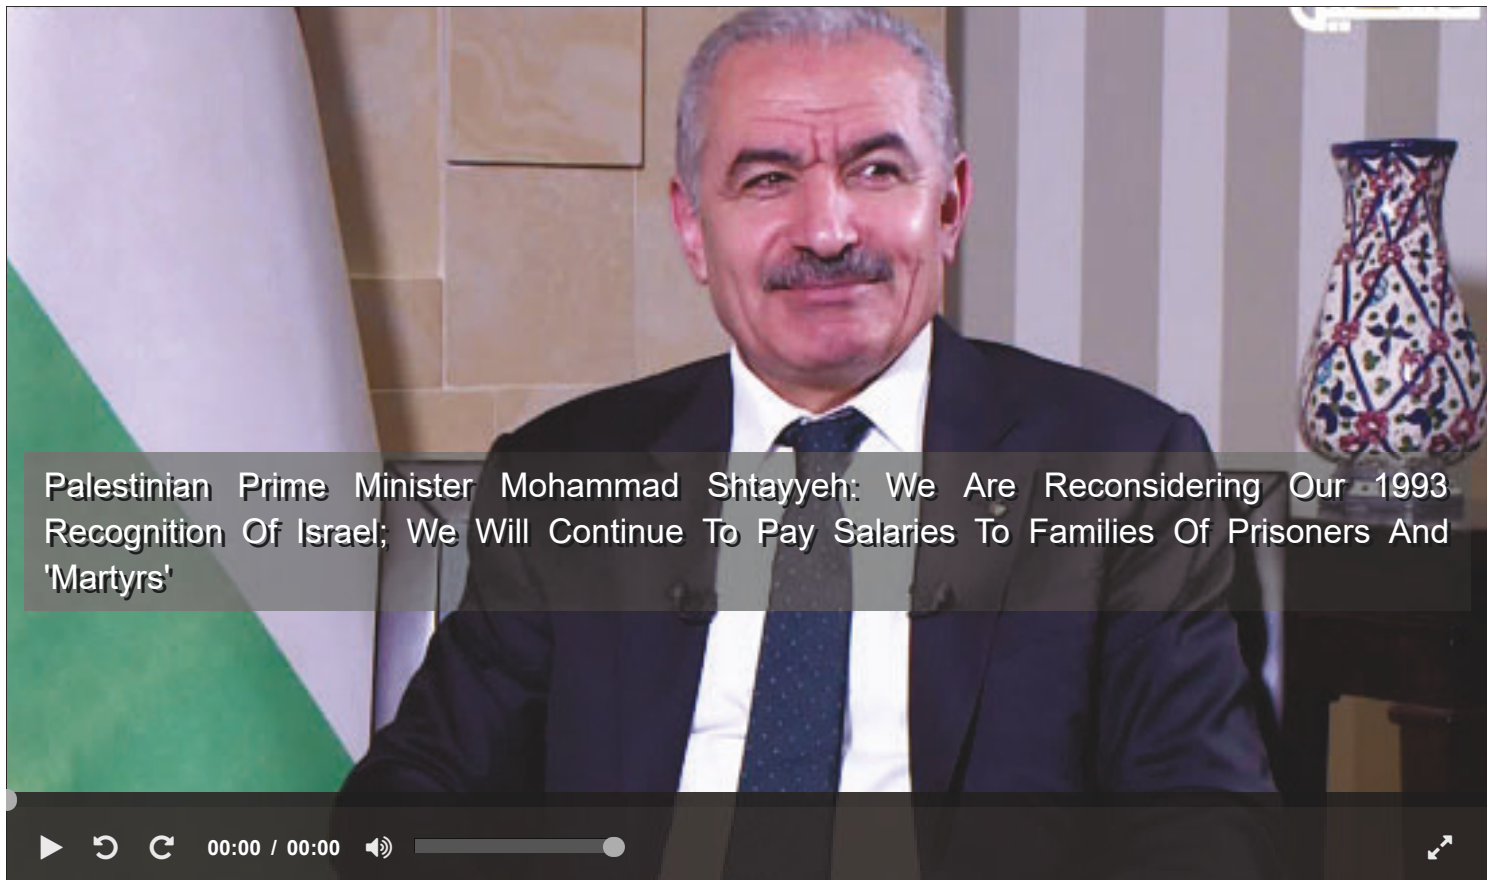 Palestinian Prime Minister Mohammad Shtayyeh: We Are Reconsidering Our 1993
Recognition Of Israel; We Will Continue To Pay Salaries To Families Of Prisoners And
'Martyrs'
00:00 / 00:00